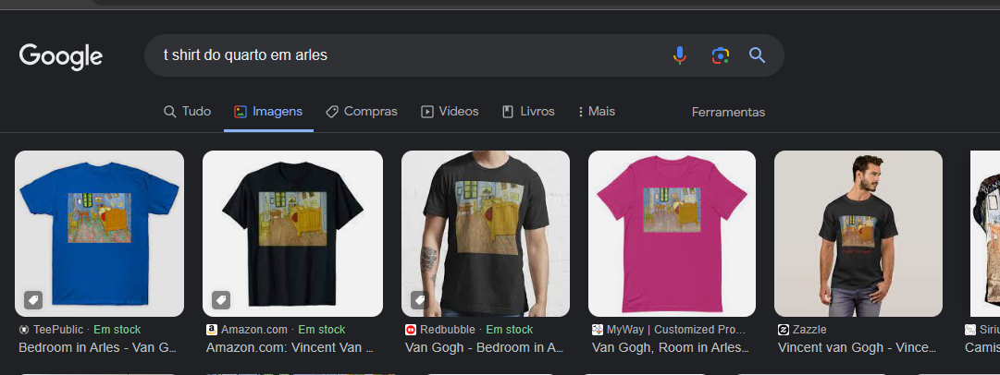 Google
t shirt do quarto em arles
Tudo
Imagens
Compras
Vídeos
Livros
Mais
Ferramentas
TeePublic · Em stock
Bedroom in Arles - Van G...
Amazon.com · Em stock
Amazon.com: Vincent Van ...
Redbubble · Em stock
Van Gogh - Bedroom in A...
MyWay | Customized Pro...
Van Gogh, Room in Arles...
Zazzle
Vincent van Gogh - Vince...
Siriu
Camis